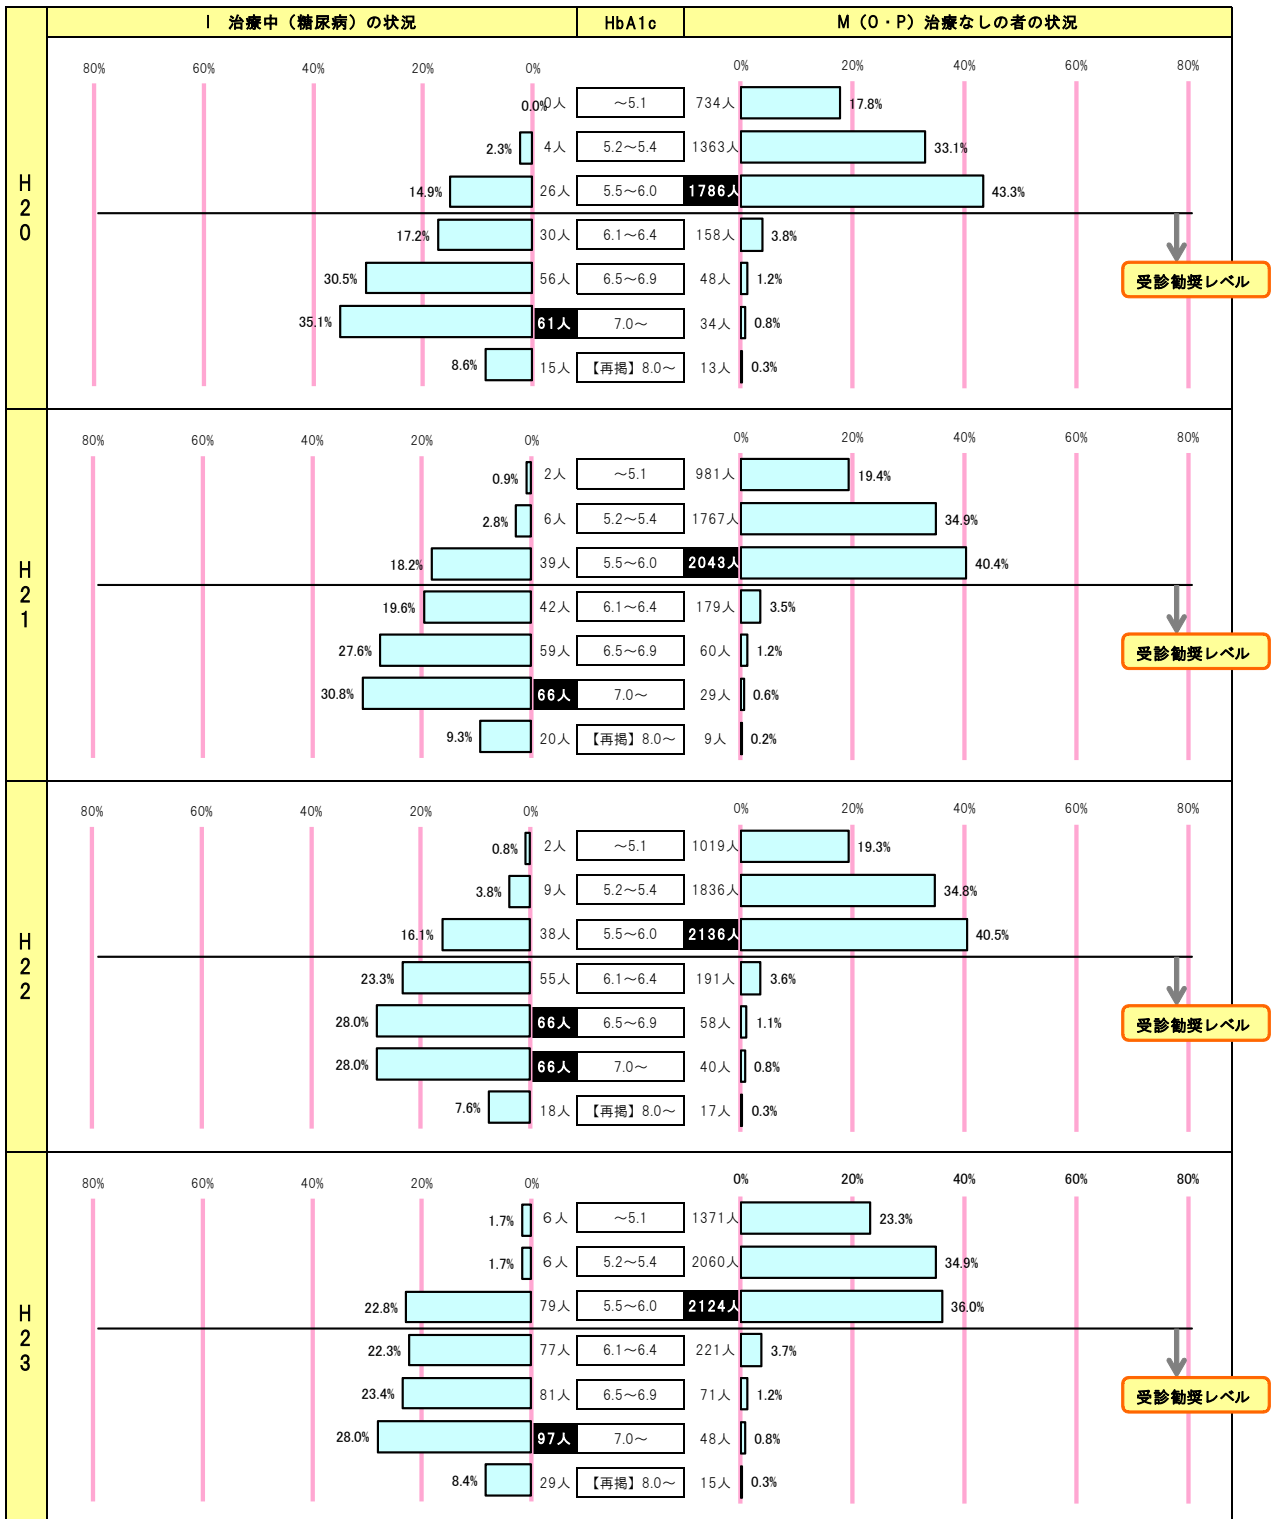 I 治療中（糖尿病）の状況 HbA1c M（O・P）治療なしの者の状況
H20
80% 60% 40% 20% 0% 0% 20% 40% 60% 80%
0.0% 0人 ～5.1 734人 17.8%
2.3% 4人 5.2～5.4 1363人 33.1%
14.9% 26人 5.5～6.0 1786人 43.3%
17.2% 30人 6.1～6.4 158人 3.8%
30.5% 56人 6.5～6.9 48人 1.2% 受診勧奨レベル
35.1% 61人 7.0～ 34人 0.8%
8.6% 15人 【再掲】8.0～ 13人 0.3%
H21
80% 60% 40% 20% 0% 0% 20% 40% 60% 80%
0.9% 2人 ～5.1 981人 19.4%
2.8% 6人 5.2～5.4 1767人 34.9%
18.2% 39人 5.5～6.0 2043人 40.4%
19.6% 42人 6.1～6.4 179人 3.5%
27.6% 59人 6.5～6.9 60人 1.2% 受診勧奨レベル
30.8% 66人 7.0～ 29人 0.6%
9.3% 20人 【再掲】8.0～ 9人 0.2%
H22
80% 60% 40% 20% 0% 0% 20% 40% 60% 80%
0.8% 2人 ～5.1 1019人 19.3%
3.8% 9人 5.2～5.4 1836人 34.8%
16.1% 38人 5.5～6.0 2136人 40.5%
23.3% 55人 6.1～6.4 191人 3.6%
28.0% 66人 6.5～6.9 58人 1.1% 受診勧奨レベル
28.0% 66人 7.0～ 40人 0.8%
7.6% 18人 【再掲】8.0～ 17人 0.3%
H23
80% 60% 40% 20% 0% 0% 20% 40% 60% 80%
1.7% 6人 ～5.1 1371人 23.3%
1.7% 6人 5.2～5.4 2060人 34.9%
22.8% 79人 5.5～6.0 2124人 36.0%
22.3% 77人 6.1～6.4 221人 3.7%
23.4% 81人 6.5～6.9 71人 1.2% 受診勧奨レベル
28.0% 97人 7.0～ 48人 0.8%
8.4% 29人 【再掲】8.0～ 15人 0.3%